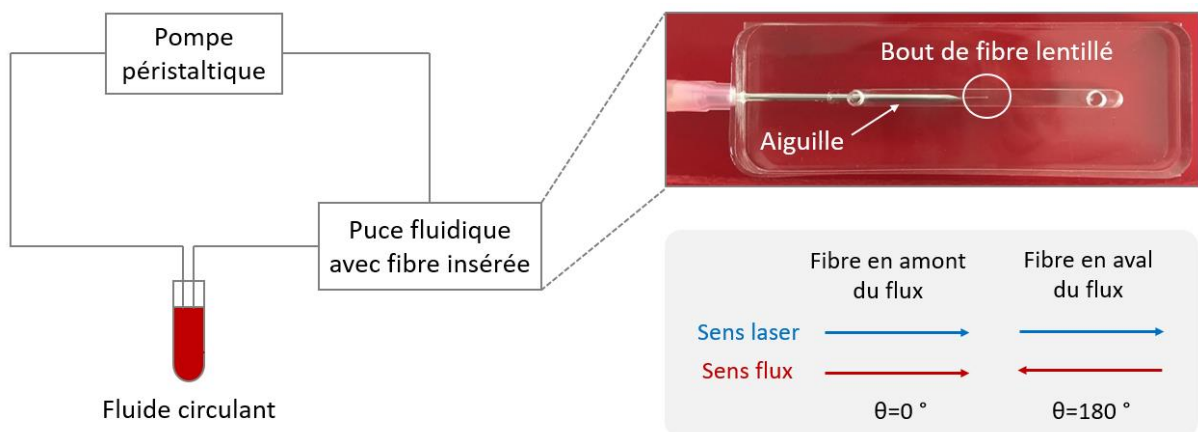 Pompe
péristaltique
Puce fluidique
avec fibre insérée
Fluide circulant
Bout de fibre lentillé
Aiguille
Fibre en amont
du flux
Fibre en aval
du flux
Sens laser
Sens flux
θ=0 °
θ=180 °